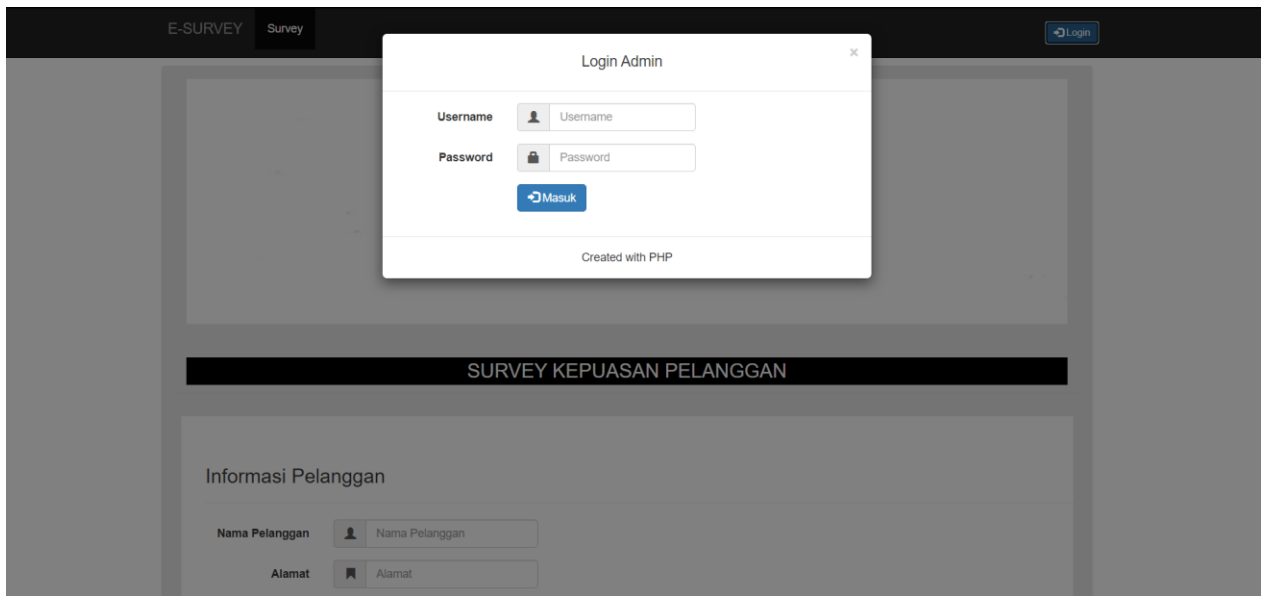 E-SURVEY Survey Login
Login Admin ×
Username Username
Password Password
Masuk
Created with PHP
SURVEY KEPUASAN PELANGGAN
Informasi Pelanggan
Nama Pelanggan Nama Pelanggan
Alamat Alamat